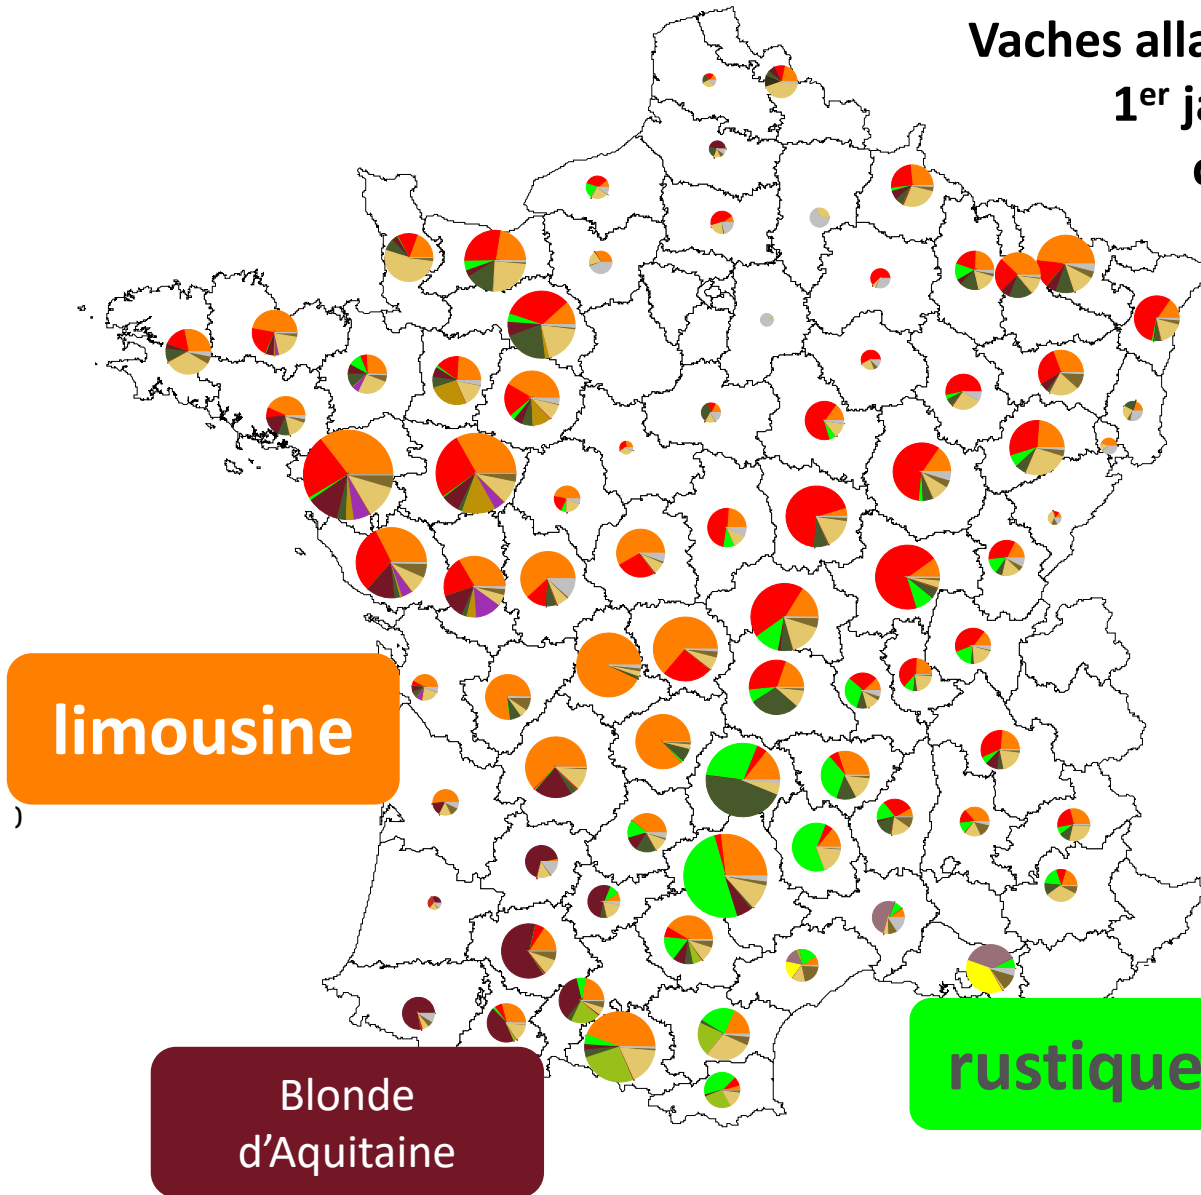 Vaches alla
1er ja
limousine
)
rustique
Blonde
d’Aquitaine